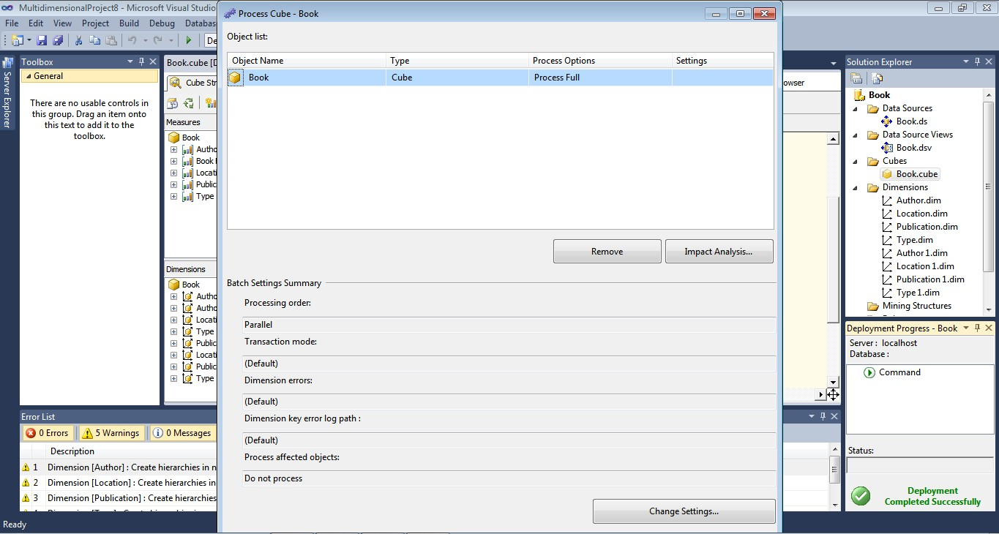 MultidimensionalProject8 - Microsoft Visual Studio
File Edit View Project Build Debug Databas
De
Server Explorer
Toolbox
General
There are no usable controls in
this group. Drag an item onto
this text to add it to the
toolbox.
Book.cube [D
Cube Str
Measures
Book
Autho
Book F
Locati
Public
Type
Dimensions
Book
Autho
Autho
Locati
Type
Public
Locati
Public
Type
Process Cube - Book
Object list:
Object Name Type Process Options Settings
Book Cube Process Full
Remove Impact Analysis...
Batch Settings Summary
Processing order:
Parallel
Transaction mode:
(Default)
Dimension errors:
(Default)
Dimension key error log path :
(Default)
Process affected objects:
Do not process
Change Settings...
owser
Solution Explorer
Book
Data Sources
Book.ds
Data Source Views
Book.dsv
Cubes
Book.cube
Dimensions
Author.dim
Location.dim
Publication.dim
Type.dim
Author 1.dim
Location 1.dim
Publication 1.dim
Type 1.dim
Mining Structures
Deployment Progress - Book
Server : localhost
Database :
Command
Status:
Deployment
Completed Successfully
Error List
0 Errors 5 Warnings 0 Messages
Description
1 Dimension [Author] : Create hierarchies in n
2 Dimension [Location] : Create hierarchies in
3 Dimension [Publication] : Create hierarchies
Ready